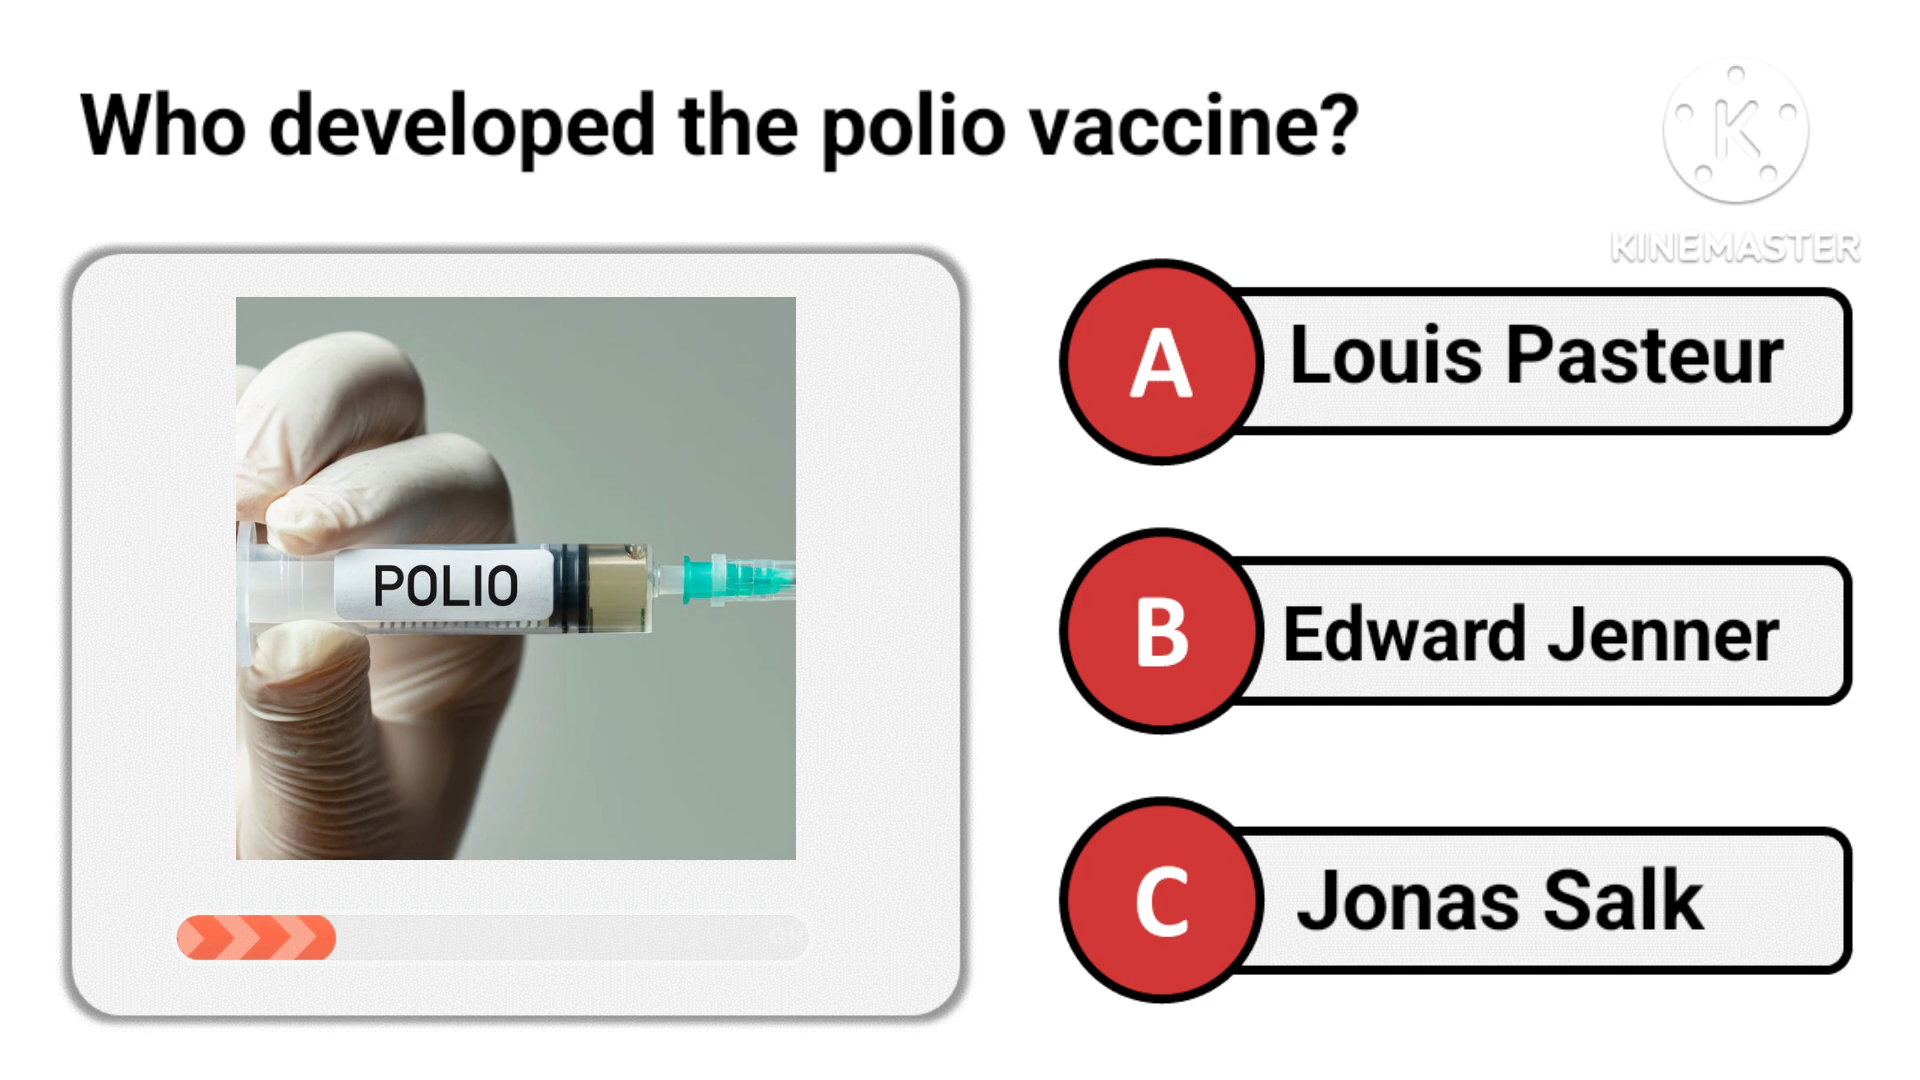 Who developed the polio vaccine?
K
KINEMASTER
POLIO
A
Louis Pasteur
B
Edward Jenner
C
Jonas Salk